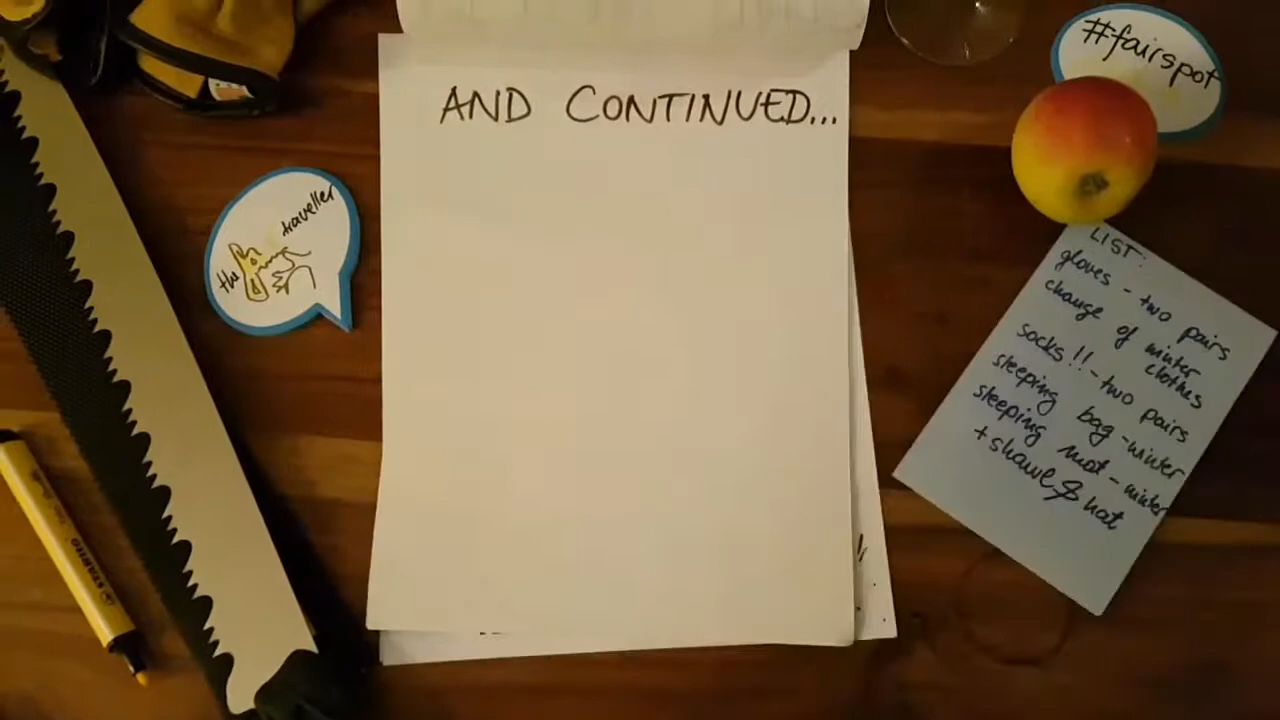 AND CONTINUED...
the
traveller
#fairspot
LIST:
gloves - two pairs
change of winter
clothes
socks!! - two pairs
sleeping bag - winter
sleeping mat - winter
+ shawl & hat
STABILO